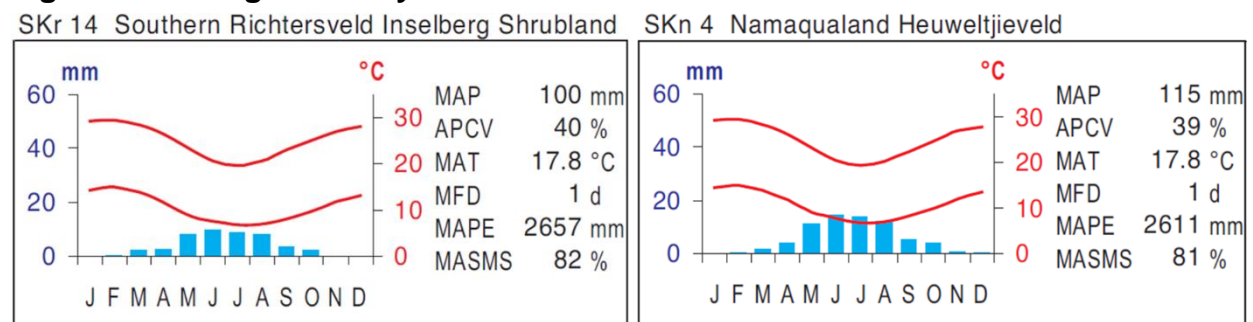 SKr 14 Southern Richtersveld Inselberg Shrubland
mm °C
60
40
20
0
30
20
10
0
J F M A M J J A S O N D
MAP 100 mm
APCV 40 %
MAT 17.8 °C
MFD 1 d
MAPE 2657 mm
MASMS 82 %
SKn 4 Namaqualand Heuweltjieveld
mm °C
60
40
20
0
30
20
10
0
J F M A M J J A S O N D
MAP 115 mm
APCV 39 %
MAT 17.8 °C
MFD 1 d
MAPE 2611 mm
MASMS 81 %